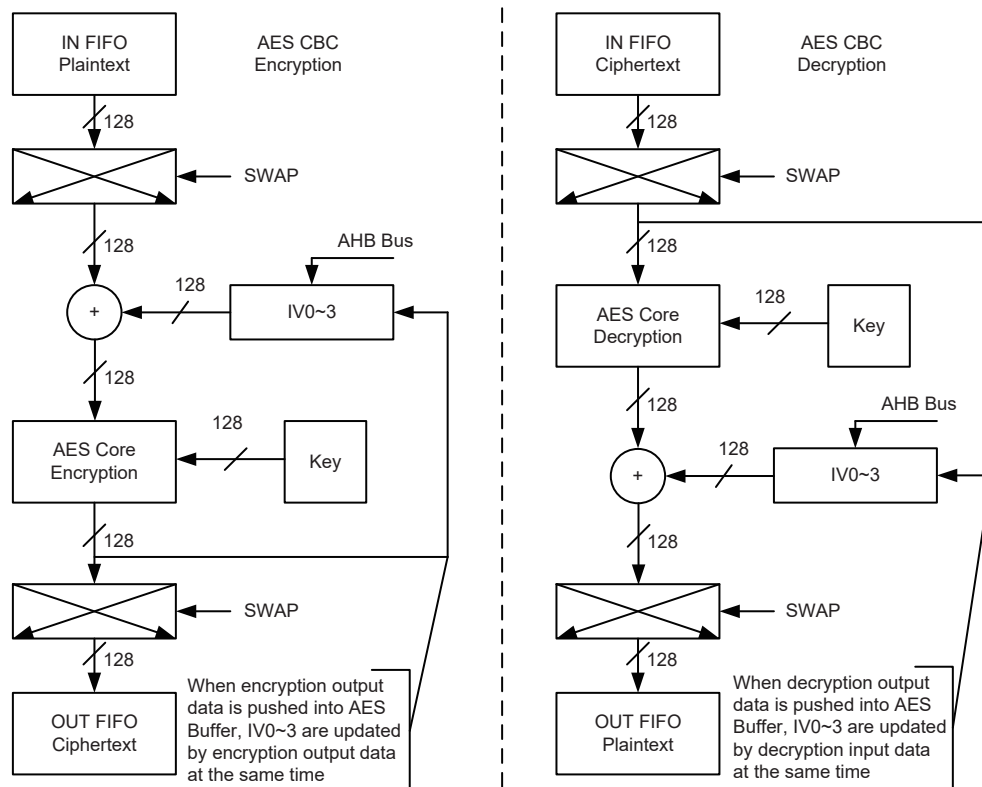 IN FIFO
Plaintext
AES CBC
Encryption
128
SWAP
128
AHB Bus
128
+
IV0~3
128
AES Core
Encryption
128
Key
128
SWAP
128
OUT FIFO
Ciphertext
When encryption output
data is pushed into AES
Buffer, IV0~3 are updated
by encryption output data
at the same time
IN FIFO
Ciphertext
AES CBC
Decryption
128
SWAP
128
AES Core
Decryption
128
Key
128
AHB Bus
+
128
IV0~3
128
SWAP
128
OUT FIFO
Plaintext
When decryption output
data is pushed into AES
Buffer, IV0~3 are updated
by decryption input data
at the same time